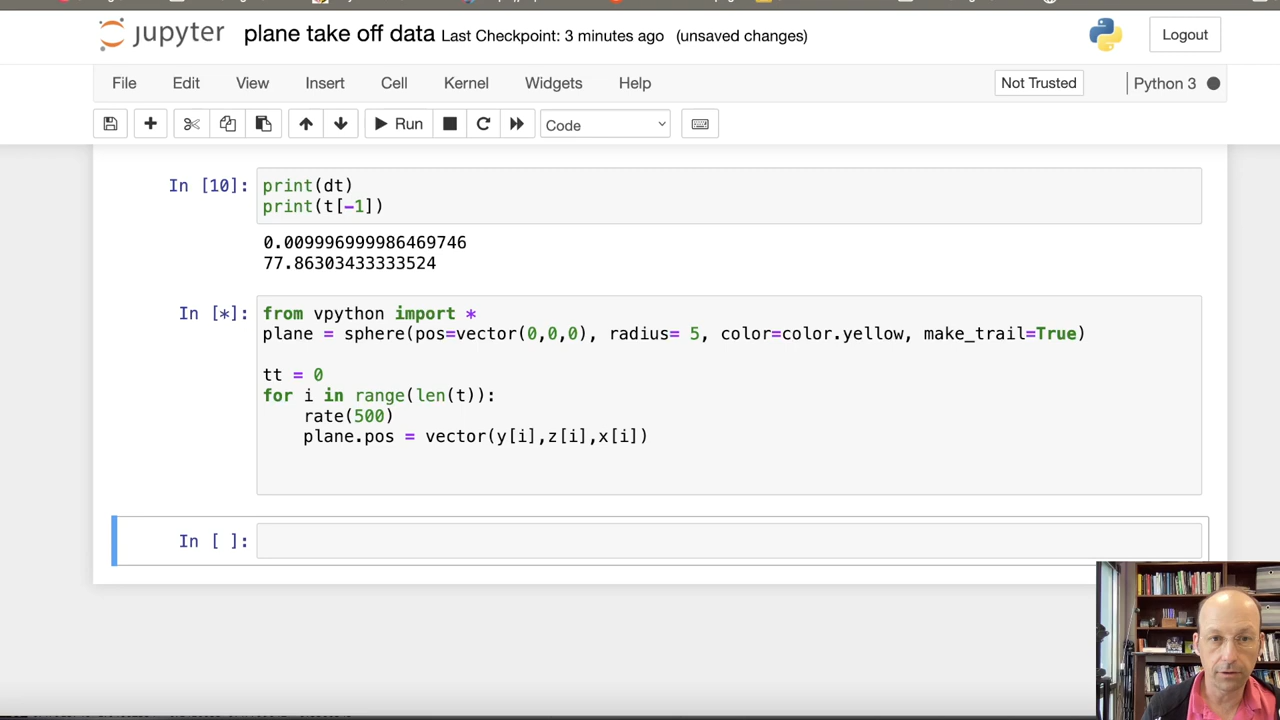 jupyter plane take off data Last Checkpoint: 3 minutes ago (unsaved changes) Logout
File Edit View Insert Cell Kernel Widgets Help Not Trusted Python 3
Run Code
In [10]: print(dt)
print(t[-1])
0.009996999986469746
77.86303433333524
In [*]: from vpython import *
plane = sphere(pos=vector(0,0,0), radius= 5, color=color.yellow, make_trail=True)
tt = 0
for i in range(len(t)):
    rate(500)
    plane.pos = vector(y[i],z[i],x[i])
In [ ]: